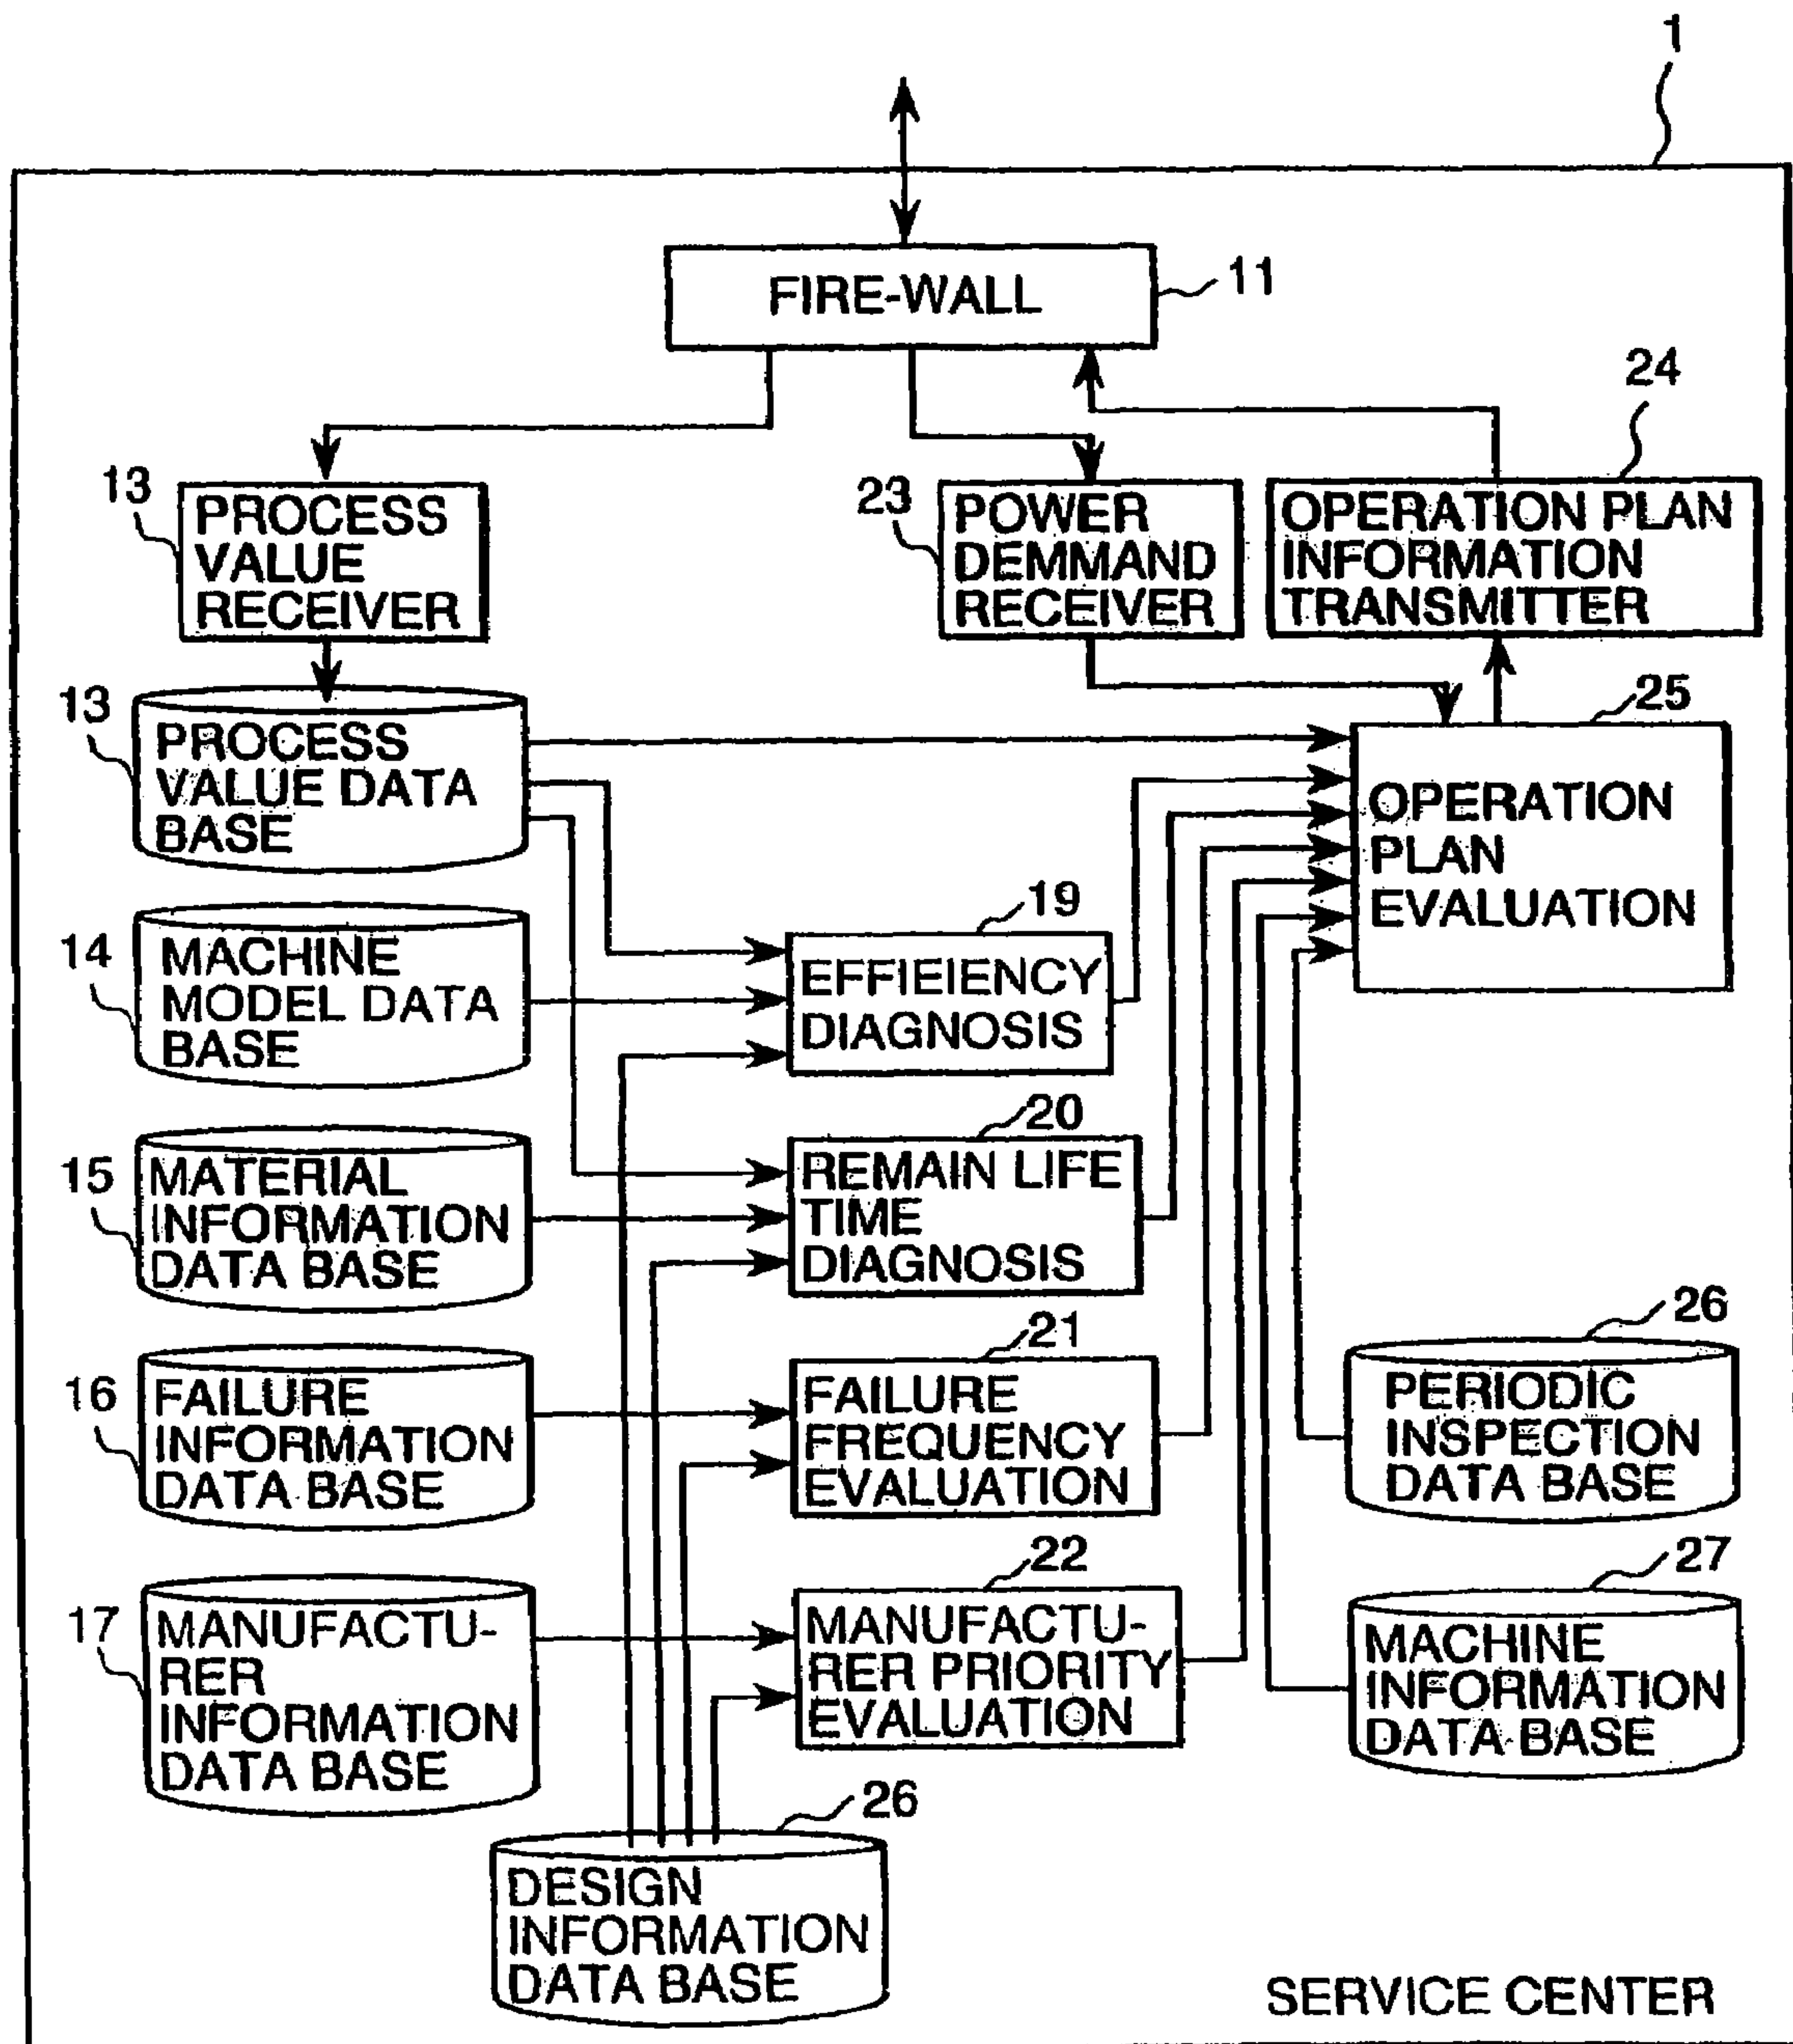 1
FIRE-WALL
11
24
13
PROCESS
VALUE
RECEIVER
23
POWER
DEMMAND
RECEIVER
OPERATION PLAN
INFORMATION
TRANSMITTER
13
PROCESS
VALUE DATA
BASE
25
OPERATION
PLAN
EVALUATION
14
MACHINE
MODEL DATA
BASE
19
EFFIEIENCY
DIAGNOSIS
15
MATERIAL
INFORMATION
DATA BASE
20
REMAIN LIFE
TIME
DIAGNOSIS
16
FAILURE
INFORMATION
DATA BASE
21
FAILURE
FREQUENCY
EVALUATION
26
PERIODIC
INSPECTION
DATA BASE
17
MANUFACTU-
RER
INFORMATION
DATA BASE
22
MANUFACTU-
RER PRIORITY
EVALUATION
27
MACHINE
INFORMATION
DATA BASE
26
DESIGN
INFORMATION
DATA BASE
SERVICE CENTER